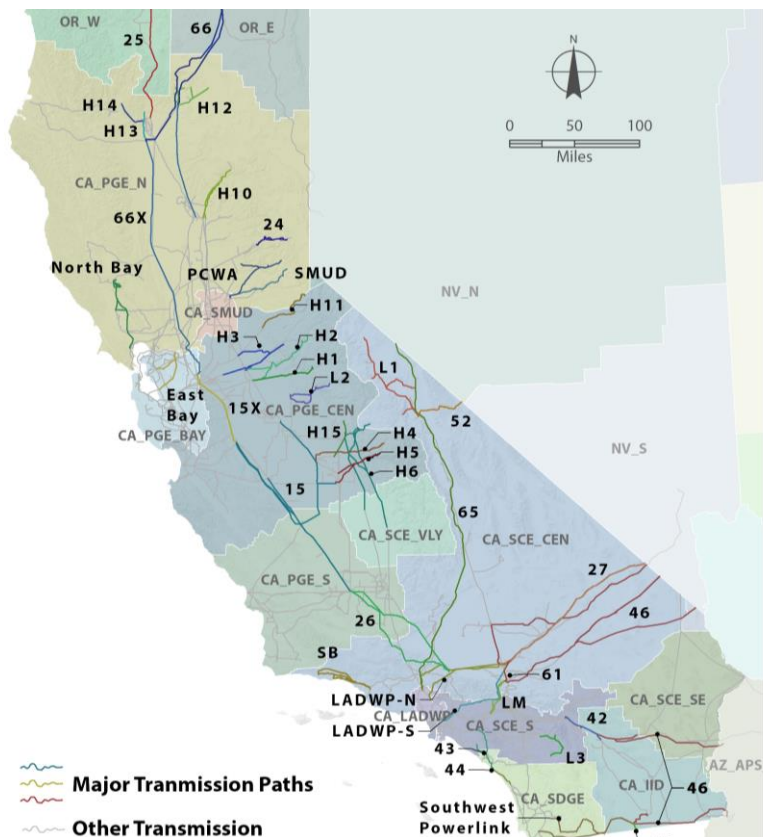 OR_W
66
OR_E
25
N
H14
H12
H13
0 50 100
Miles
CA_PGE_N
H10
66X
24
North Bay
PCWA
SMUD
CA_SMUD
H11
NV_N
H3
H2
H1
L1
L2
East
Bay
15X
CA_PGE_CEN
52
CA_PGE_BAY
H15
H4
H5
H6
NV_S
15
65
CA_SCE_VLY
CA_SCE_CEN
CA_PGE_S
27
46
26
SB
61
LADWP-N
LM
CA_SCE_SE
CA_LADWP
CA_SCE_S
LADWP-S
42
43
L3
44
AZ_APS
CA_IID
46
CA_SDGE
Southwest
Powerlink
Major Tranmission Paths
Other Transmission